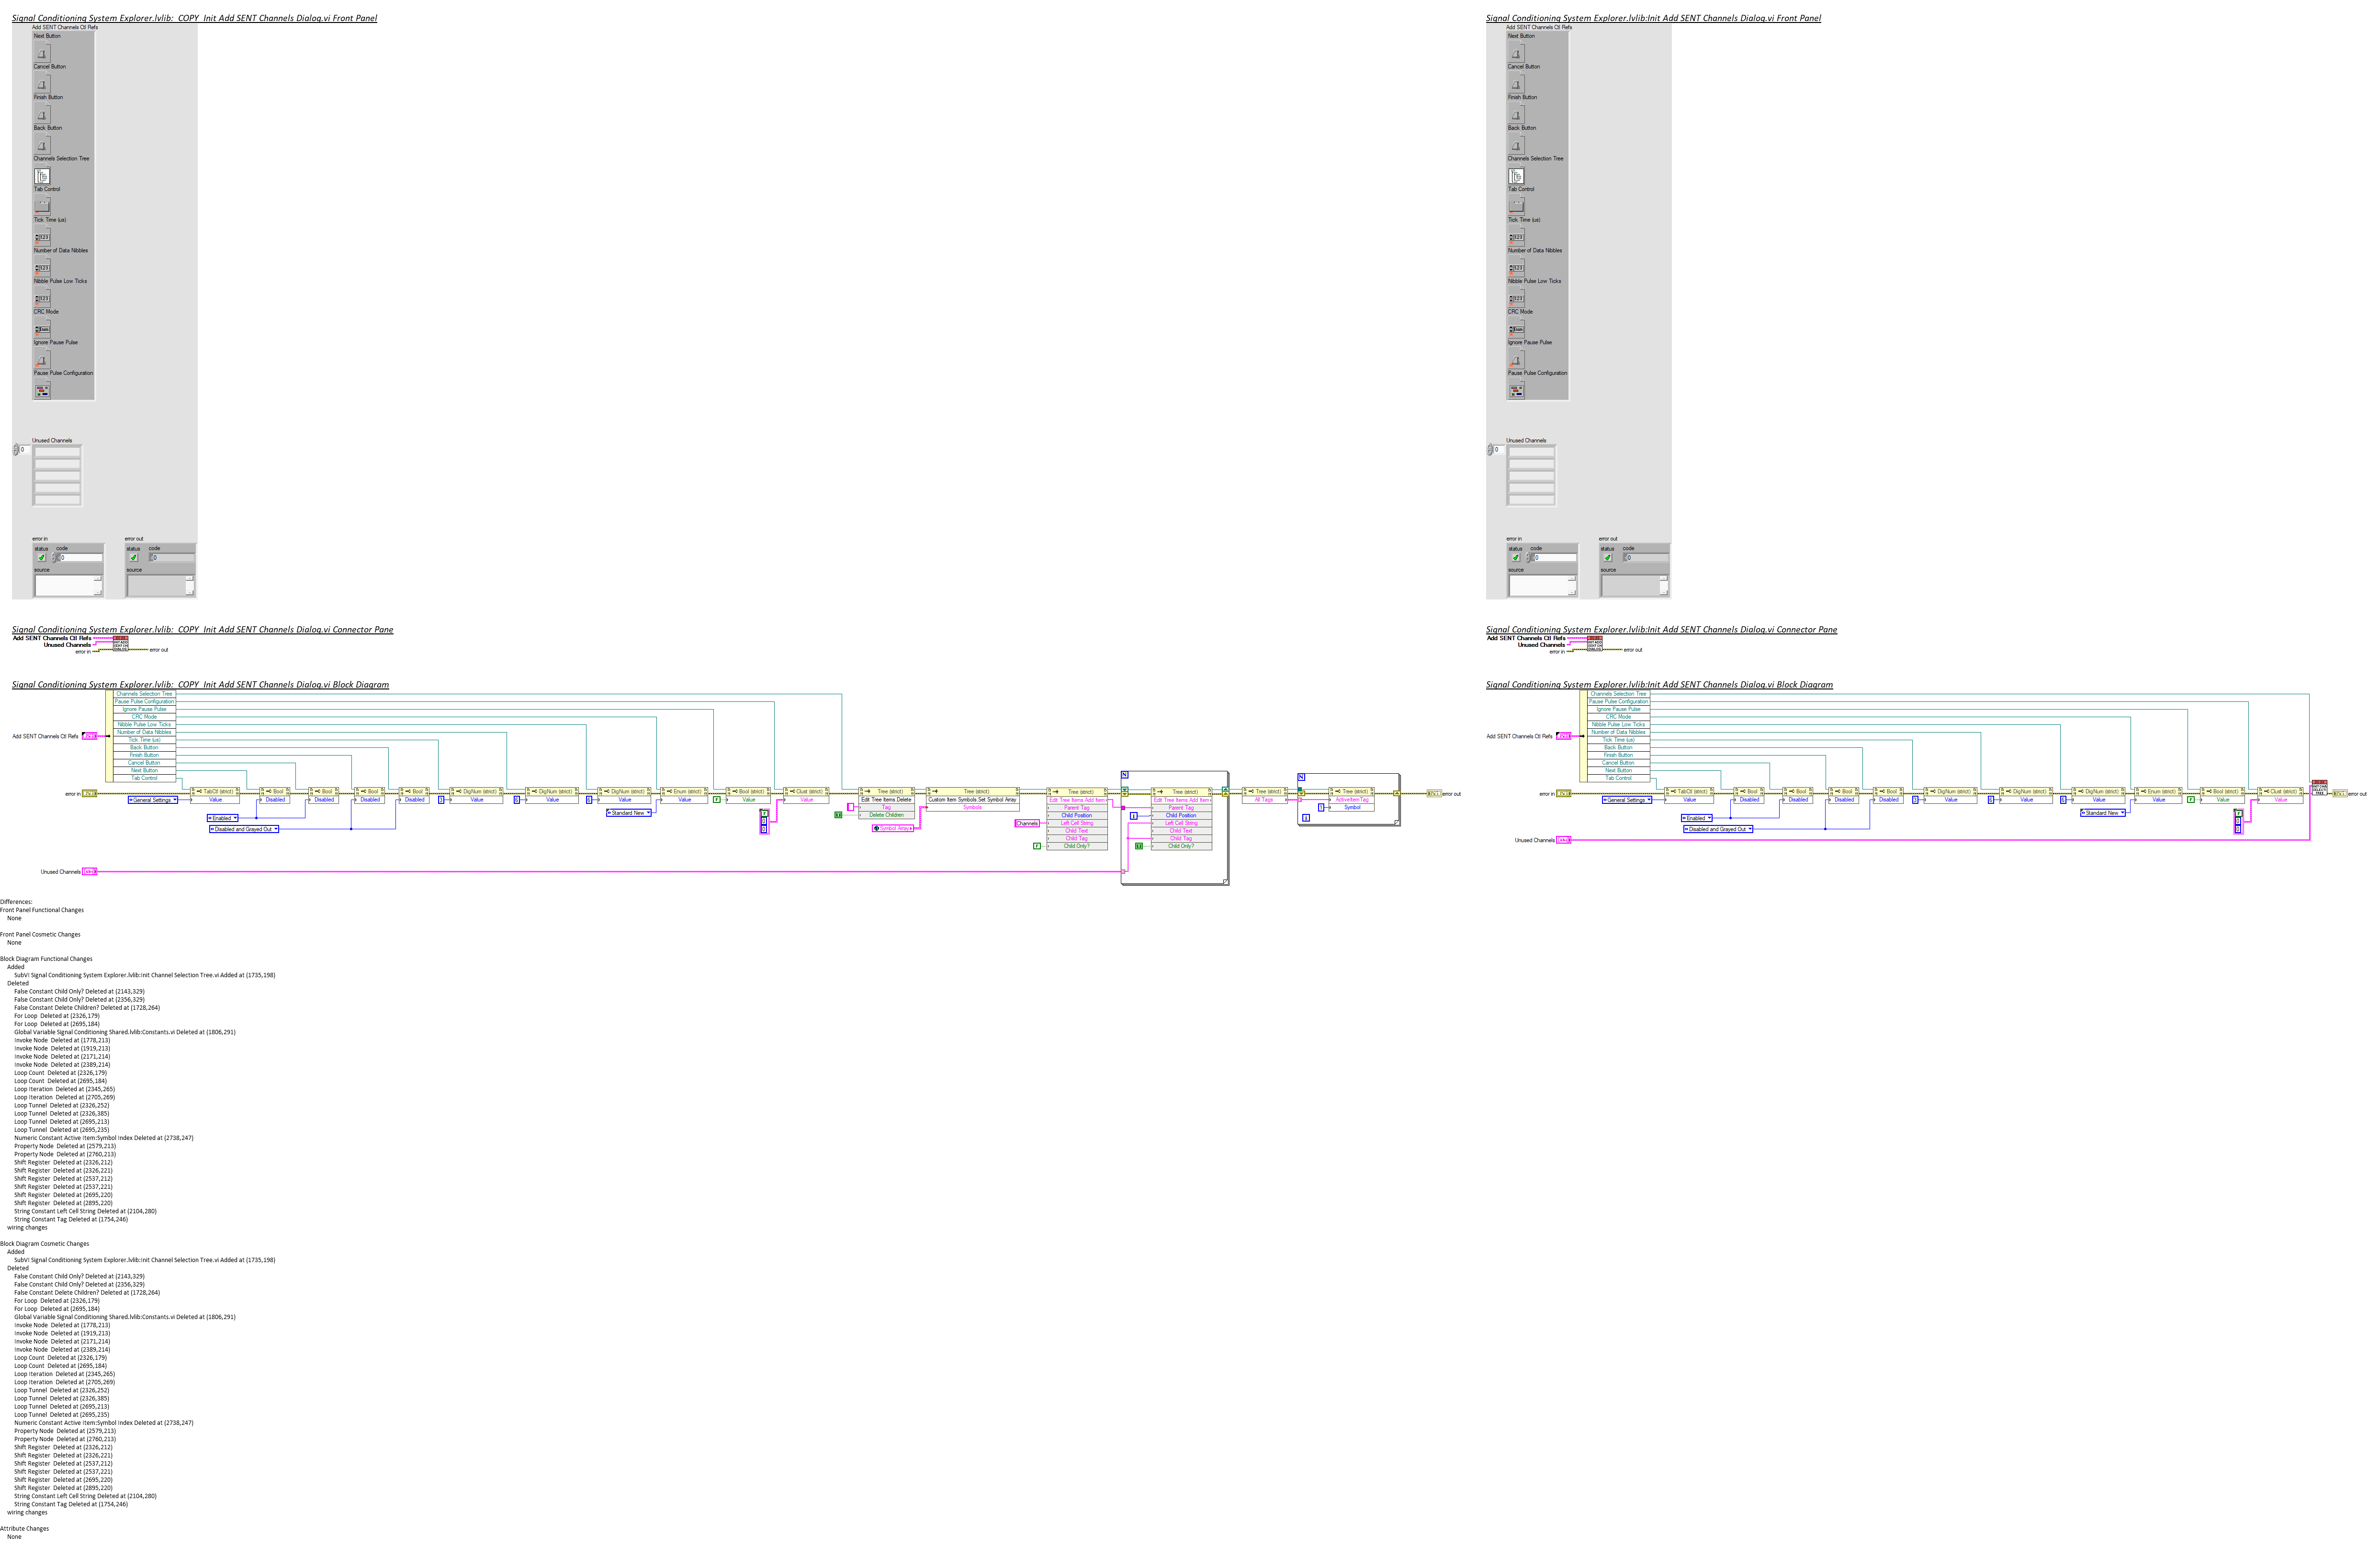 Signal Conditioning System Explorer.lvlib:_COPY_Init Add SENT Channels Dialog.vi Front Panel
Add SENT Channels Ctl Refs
Next Button
Cancel Button
Finish Button
Back Button
Channels Selection Tree
Tab Control
Tick Time (us)
Number of Data Nibbles
Nibble Pulse Low Ticks
CRC Mode
Ignore Pause Pulse
Pause Pulse Configuration
Unused Channels
0
error in
status code
0
source
error out
status code
0
source
Signal Conditioning System Explorer.lvlib:Init Add SENT Channels Dialog.vi Front Panel
Add SENT Channels Ctl Refs
Next Button
Cancel Button
Finish Button
Back Button
Channels Selection Tree
Tab Control
Tick Time (us)
Number of Data Nibbles
Nibble Pulse Low Ticks
CRC Mode
Ignore Pause Pulse
Pause Pulse Configuration
Unused Channels
0
error in
status code
0
source
error out
status code
0
source
Signal Conditioning System Explorer.lvlib:_COPY_Init Add SENT Channels Dialog.vi Connector Pane
Add SENT Channels Ctl Refs
Unused Channels
error in
error out
Signal Conditioning System Explorer.lvlib:Init Add SENT Channels Dialog.vi Connector Pane
Add SENT Channels Ctl Refs
Unused Channels
error in
error out
Signal Conditioning System Explorer.lvlib:_COPY_Init Add SENT Channels Dialog.vi Block Diagram
Channels Selection Tree
Pause Pulse Configuration
Ignore Pause Pulse
CRC Mode
Nibble Pulse Low Ticks
Number of Data Nibbles
Tick Time (us)
Back Button
Finish Button
Cancel Button
Next Button
Tab Control
Add SENT Channels Ctl Refs
error in
General Settings
TabCtl (strict)
Value
Bool
Disabled
Bool
Disabled
Bool
Disabled
Bool
Disabled
Enabled
Disabled and Grayed Out
3
DigNum (strict)
Value
6
DigNum (strict)
Value
6
DigNum (strict)
Value
Standard New
Enum (strict)
Value
F
Bool (strict)
Value
F
0
0
Clust (strict)
Value
Tree (strict)
Edit Tree Items.Delete
Tag
Delete Children
Tree (strict)
Custom Item Symbols.Set Symbol Array
Symbols
Symbol Array
Channels
F
Tree (strict)
Edit Tree Items.Add Item
Parent Tag
Child Position
Left Cell String
Child Text
Child Tag
Child Only?
N
i
Tree (strict)
Edit Tree Items.Add Item
Parent Tag
Child Position
Left Cell String
Child Text
Child Tag
Child Only?
Tree (strict)
All Tags
N
i
Tree (strict)
ActiveItem Tag
Symbol
error out
Unused Channels
Signal Conditioning System Explorer.lvlib:Init Add SENT Channels Dialog.vi Block Diagram
Channels Selection Tree
Pause Pulse Configuration
Ignore Pause Pulse
CRC Mode
Nibble Pulse Low Ticks
Number of Data Nibbles
Tick Time (us)
Back Button
Finish Button
Cancel Button
Next Button
Tab Control
Add SENT Channels Ctl Refs
error in
General Settings
TabCtl (strict)
Value
Bool
Disabled
Bool
Disabled
Bool
Disabled
Bool
Disabled
Enabled
Disabled and Grayed Out
3
DigNum (strict)
Value
6
DigNum (strict)
Value
6
DigNum (strict)
Value
Standard New
Enum (strict)
Value
F
Bool (strict)
Value
F
0
0
Clust (strict)
Value
error out
Unused Channels
Differences:
Front Panel Functional Changes
None
Front Panel Cosmetic Changes
None
Block Diagram Functional Changes
Added
SubVI Signal Conditioning System Explorer.lvlib:Init Channel Selection Tree.vi Added at (1735,198)
Deleted
False Constant Child Only? Deleted at (2143,329)
False Constant Child Only? Deleted at (2356,329)
False Constant Delete Children? Deleted at (1728,264)
For Loop Deleted at (2326,179)
For Loop Deleted at (2695,184)
Global Variable Signal Conditioning Shared.lvlib:Constants.vi Deleted at (1806,291)
Invoke Node Deleted at (1778,213)
Invoke Node Deleted at (1919,213)
Invoke Node Deleted at (2171,214)
Invoke Node Deleted at (2389,214)
Loop Count Deleted at (2326,179)
Loop Count Deleted at (2695,184)
Loop Iteration Deleted at (2345,265)
Loop Iteration Deleted at (2705,269)
Loop Tunnel Deleted at (2326,252)
Loop Tunnel Deleted at (2326,385)
Loop Tunnel Deleted at (2695,213)
Loop Tunnel Deleted at (2695,235)
Numeric Constant Active Item:Symbol Index Deleted at (2738,247)
Property Node Deleted at (2579,213)
Property Node Deleted at (2760,213)
Shift Register Deleted at (2326,212)
Shift Register Deleted at (2326,221)
Shift Register Deleted at (2537,212)
Shift Register Deleted at (2537,221)
Shift Register Deleted at (2695,220)
Shift Register Deleted at (2895,220)
String Constant Left Cell String Deleted at (2104,280)
String Constant Tag Deleted at (1754,246)
wiring changes
Block Diagram Cosmetic Changes
Added
SubVI Signal Conditioning System Explorer.lvlib:Init Channel Selection Tree.vi Added at (1735,198)
Deleted
False Constant Child Only? Deleted at (2143,329)
False Constant Child Only? Deleted at (2356,329)
False Constant Delete Children? Deleted at (1728,264)
For Loop Deleted at (2326,179)
For Loop Deleted at (2695,184)
Global Variable Signal Conditioning Shared.lvlib:Constants.vi Deleted at (1806,291)
Invoke Node Deleted at (1778,213)
Invoke Node Deleted at (1919,213)
Invoke Node Deleted at (2171,214)
Invoke Node Deleted at (2389,214)
Loop Count Deleted at (2326,179)
Loop Count Deleted at (2695,184)
Loop Iteration Deleted at (2345,265)
Loop Iteration Deleted at (2705,269)
Loop Tunnel Deleted at (2326,252)
Loop Tunnel Deleted at (2326,385)
Loop Tunnel Deleted at (2695,213)
Loop Tunnel Deleted at (2695,235)
Numeric Constant Active Item:Symbol Index Deleted at (2738,247)
Property Node Deleted at (2579,213)
Property Node Deleted at (2760,213)
Shift Register Deleted at (2326,212)
Shift Register Deleted at (2326,221)
Shift Register Deleted at (2537,212)
Shift Register Deleted at (2537,221)
Shift Register Deleted at (2695,220)
Shift Register Deleted at (2895,220)
String Constant Left Cell String Deleted at (2104,280)
String Constant Tag Deleted at (1754,246)
wiring changes
Attribute Changes
None